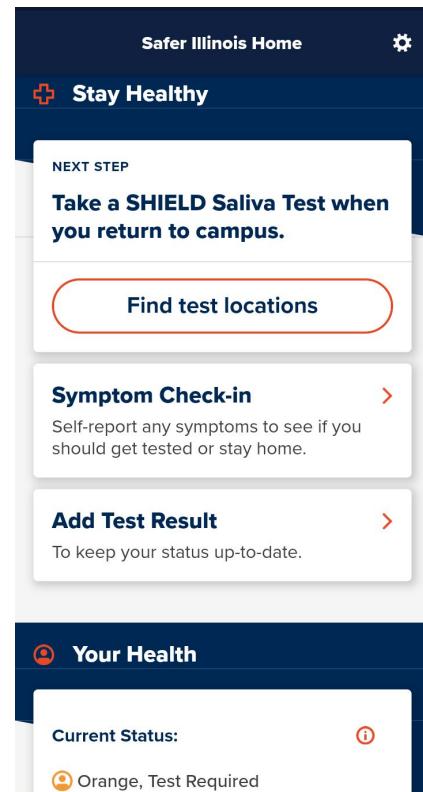 Safer Illinois Home
Stay Healthy
NEXT STEP
Take a SHIELD Saliva Test when
you return to campus.
Find test locations
Symptom Check-in
Self-report any symptoms to see if you
should get tested or stay home.
Add Test Result
To keep your status up-to-date.
Your Health
Current Status:
Orange, Test Required